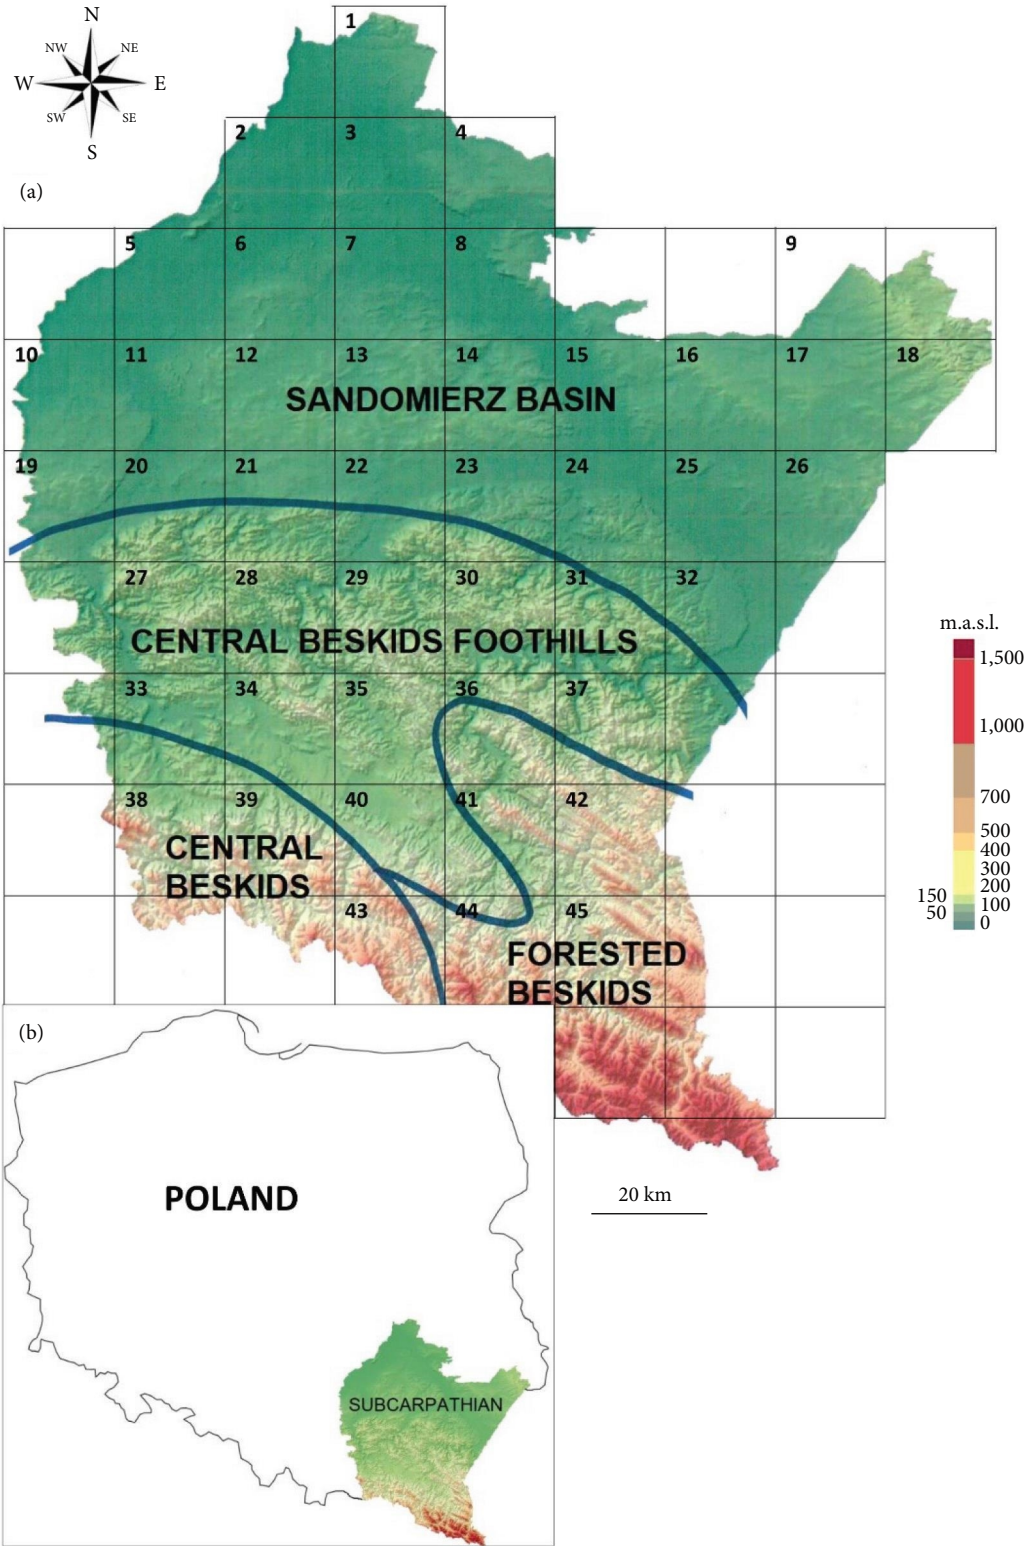 N
NW NE
W E
SW SE
S
(a)
1
2 3 4
5 6 7 8 9
10 11 12 13 14 15 16 17 18
SANDOMIERZ BASIN
19 20 21 22 23 24 25 26
27 28 29 30 31 32
CENTRAL BESKIDS FOOTHILLS
33 34 35 36 37
38 39 40 41 42
CENTRAL
BESKIDS
43 44 45
FORESTED
BESKIDS
m.a.s.l.
1,500
1,000
700
500
400
300
200
150
100
50
0
20 km
(b)
POLAND
SUBCARPATHIAN